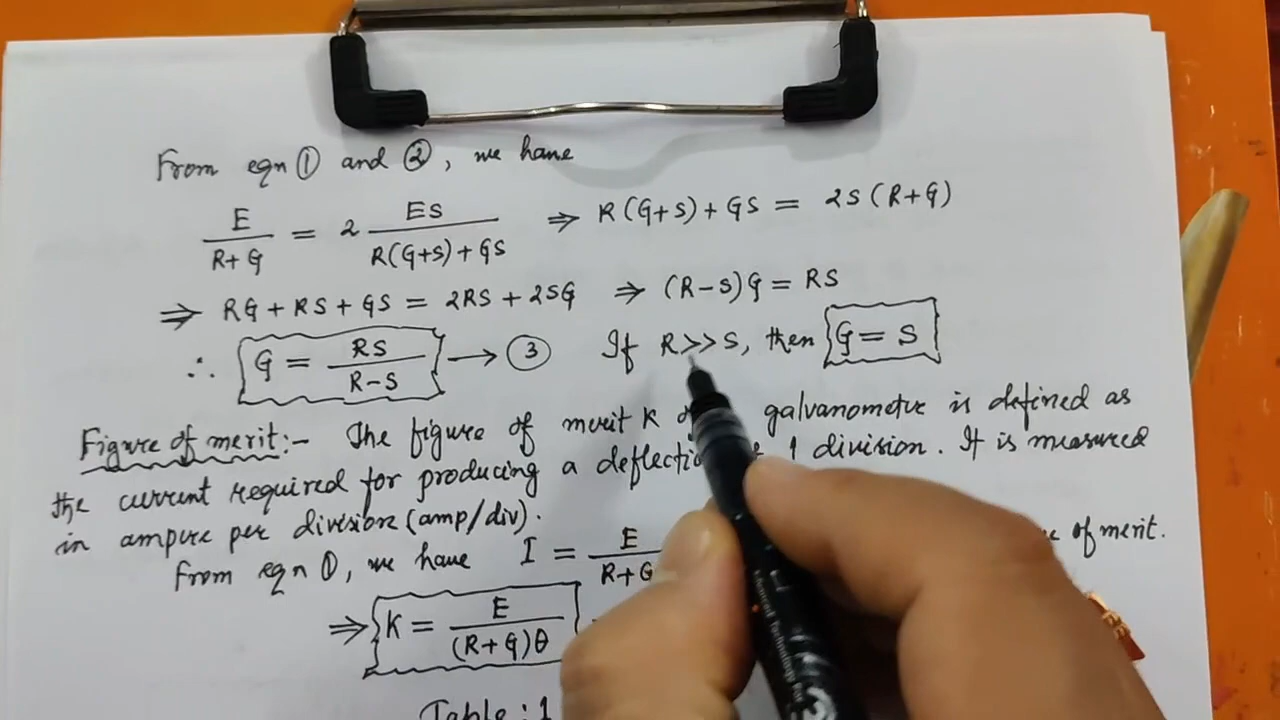 From eqn ① and ②, we have
E/(R+G) = 2 ES/(R(G+S)+GS) ⇒ R(G+S)+GS = 2S(R+G)
⇒ RG+RS+GS = 2RS+2SG ⇒ (R-S)G = RS
∴ G = RS/(R-S) → ③ If R>>S, then G = S
Figure of merit:- The figure of merit K galvanometer is defined as
the current required for producing a deflection 1 division. It is measured
in ampere per division (amp/div).
From eqn ①, we have I = E/(R+G) of merit.
⇒ K = E/((R+G)θ)
Table: 1